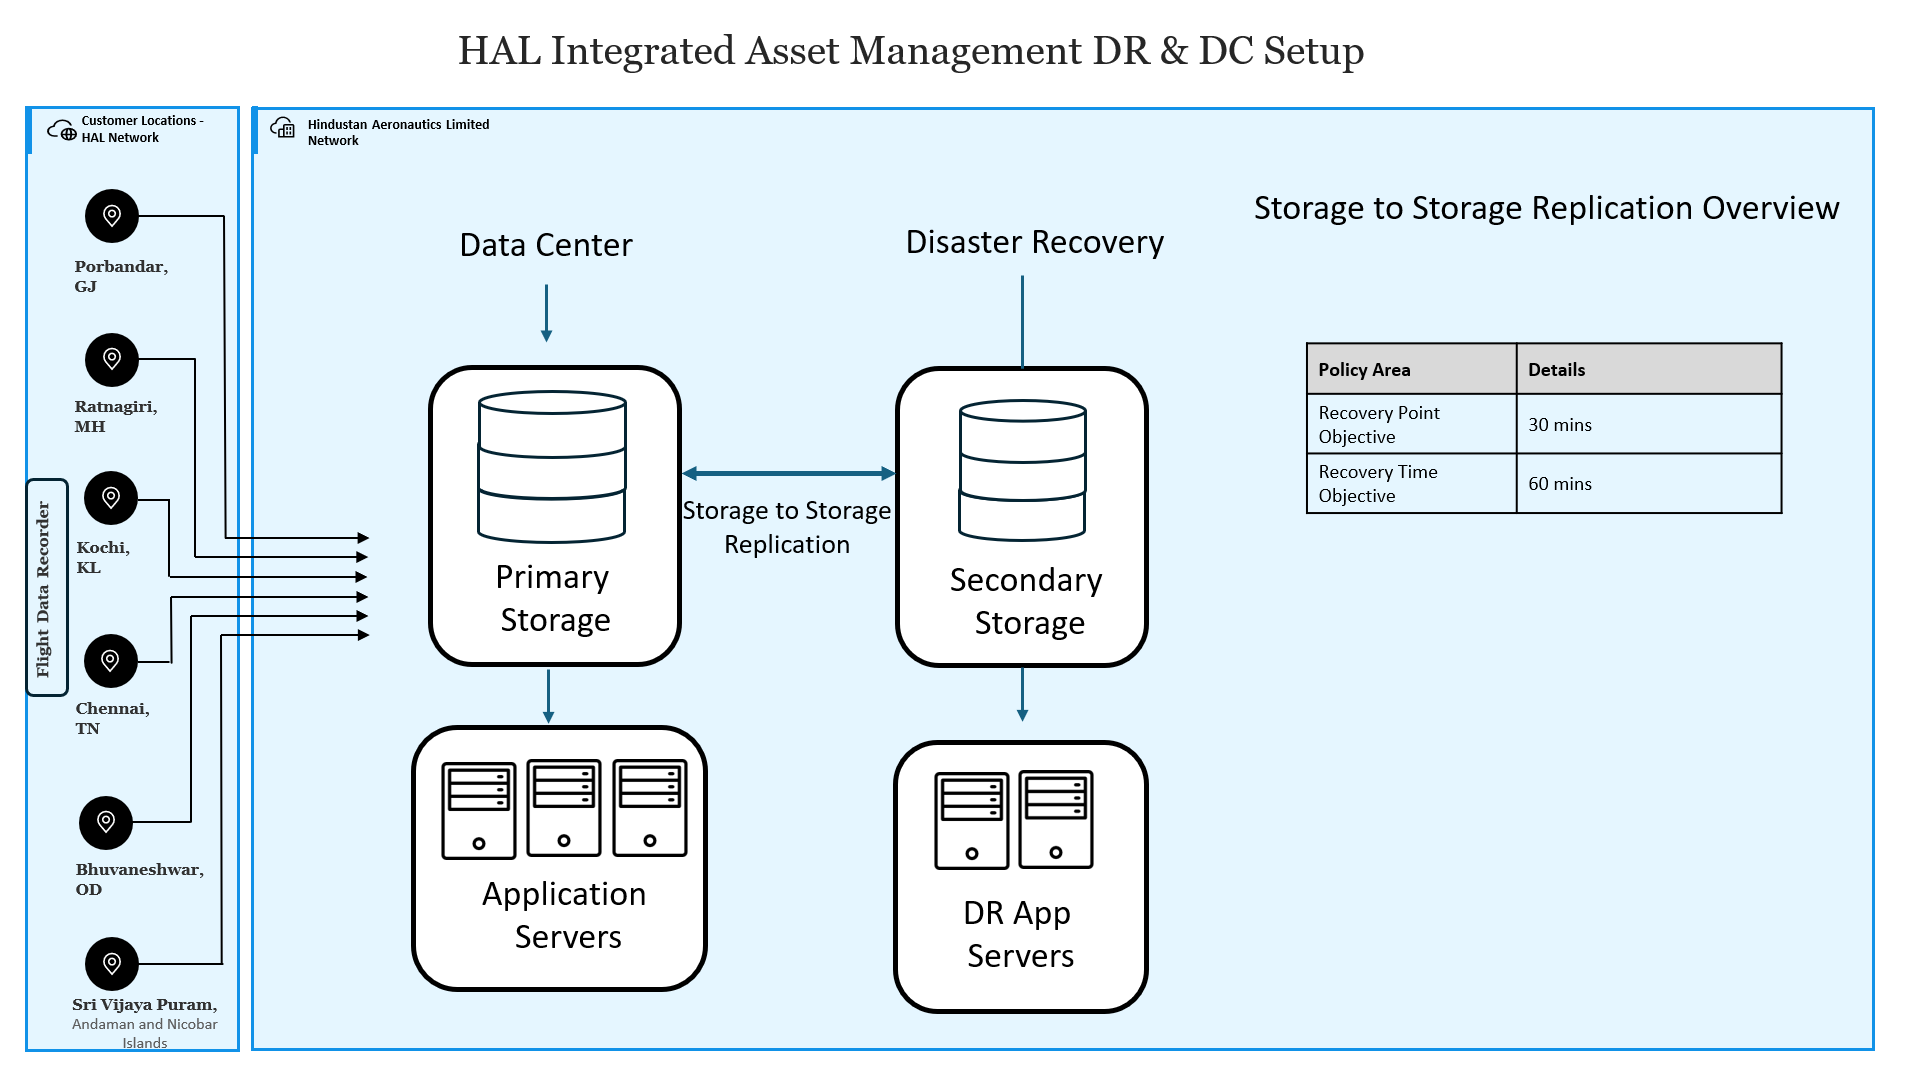 HAL Integrated Asset Management DR & DC Setup
Customer Locations -
HAL Network
Porbandar,
GJ
Ratnagiri,
MH
Kochi,
KL
Flight Data Recorder
Chennai,
TN
Bhuvaneshwar,
OD
Sri Vijaya Puram,
Andaman and Nicobar
Islands
Hindustan Aeronautics Limited
Network
Data Center
Primary
Storage
Application
Servers
Storage to Storage
Replication
Disaster Recovery
Secondary
Storage
DR App
Servers
Storage to Storage Replication Overview
Policy Area
Details
Recovery Point
Objective
30 mins
Recovery Time
Objective
60 mins